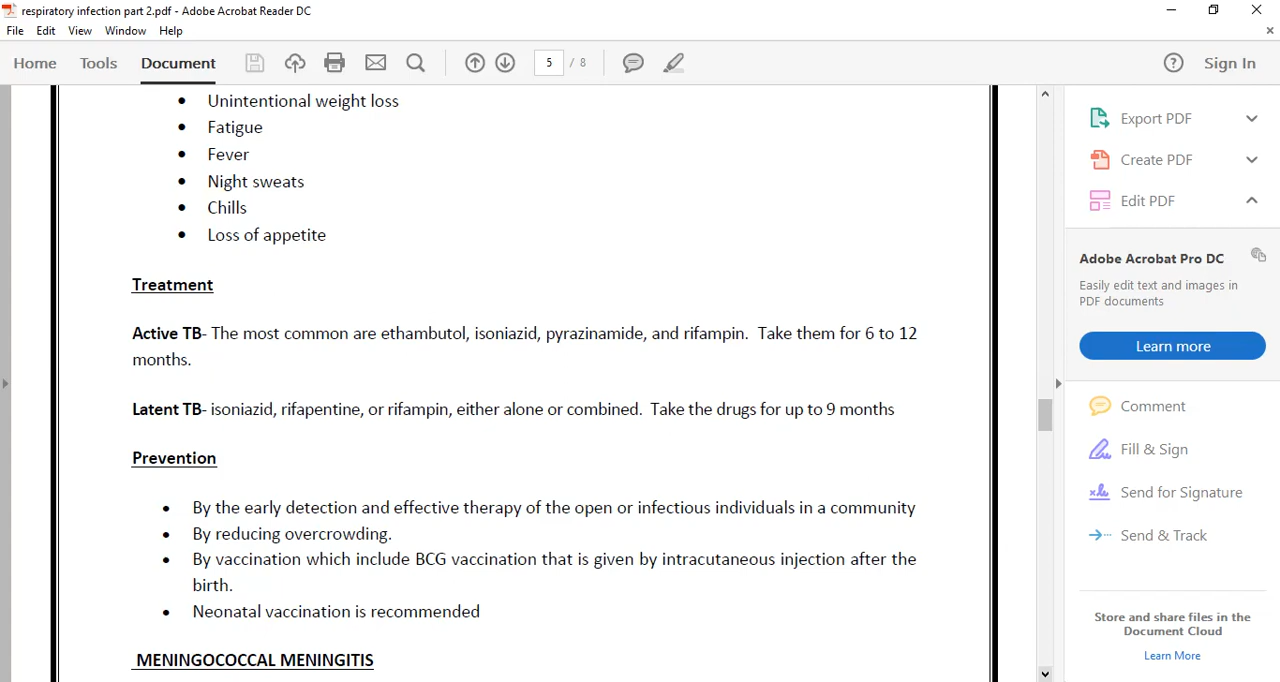 respiratory infection part 2.pdf - Adobe Acrobat Reader DC
File Edit View Window Help
Home Tools Document 5 / 8 Sign In
• Unintentional weight loss
• Fatigue
• Fever
• Night sweats
• Chills
• Loss of appetite
Treatment
Active TB- The most common are ethambutol, isoniazid, pyrazinamide, and rifampin. Take them for 6 to 12
months.
Latent TB- isoniazid, rifapentine, or rifampin, either alone or combined. Take the drugs for up to 9 months
Prevention
• By the early detection and effective therapy of the open or infectious individuals in a community
• By reducing overcrowding.
• By vaccination which include BCG vaccination that is given by intracutaneous injection after the
birth.
• Neonatal vaccination is recommended
MENINGOCOCCAL MENINGITIS
Export PDF
Create PDF
Edit PDF
Adobe Acrobat Pro DC
Easily edit text and images in
PDF documents
Learn more
Comment
Fill & Sign
Send for Signature
Send & Track
Store and share files in the
Document Cloud
Learn More